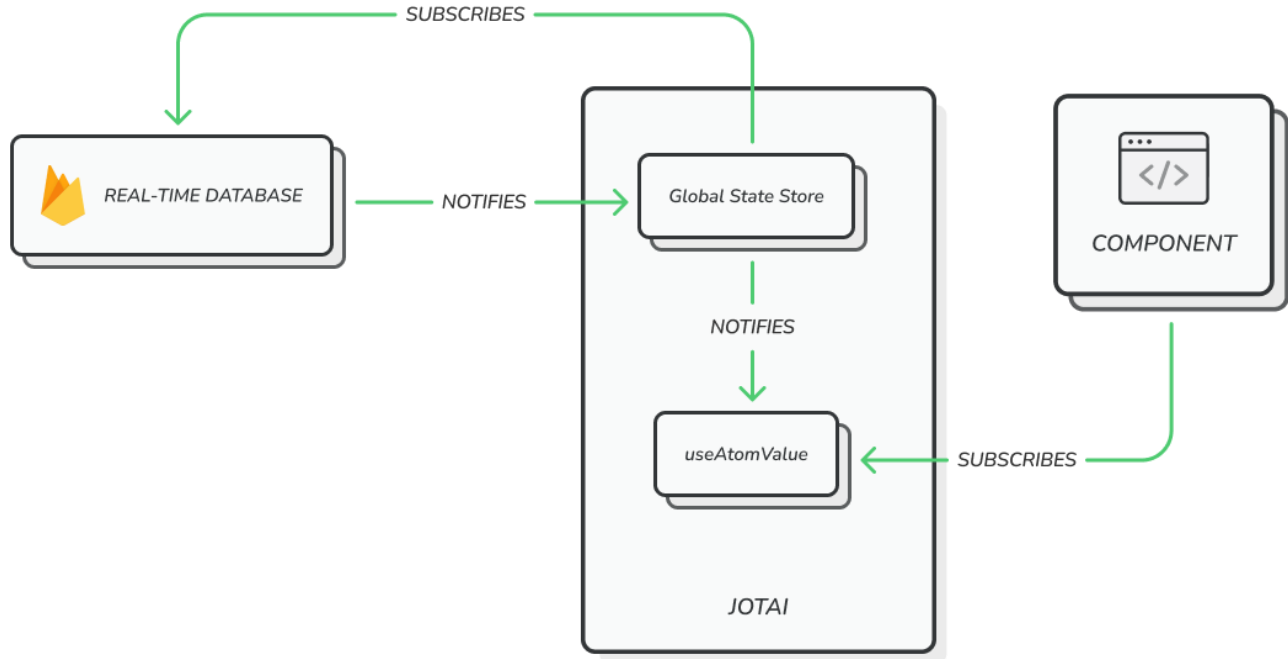 SUBSCRIBES
REAL-TIME DATABASE
NOTIFIES
Global State Store
</>
COMPONENT
NOTIFIES
useAtomValue
SUBSCRIBES
JOTAI